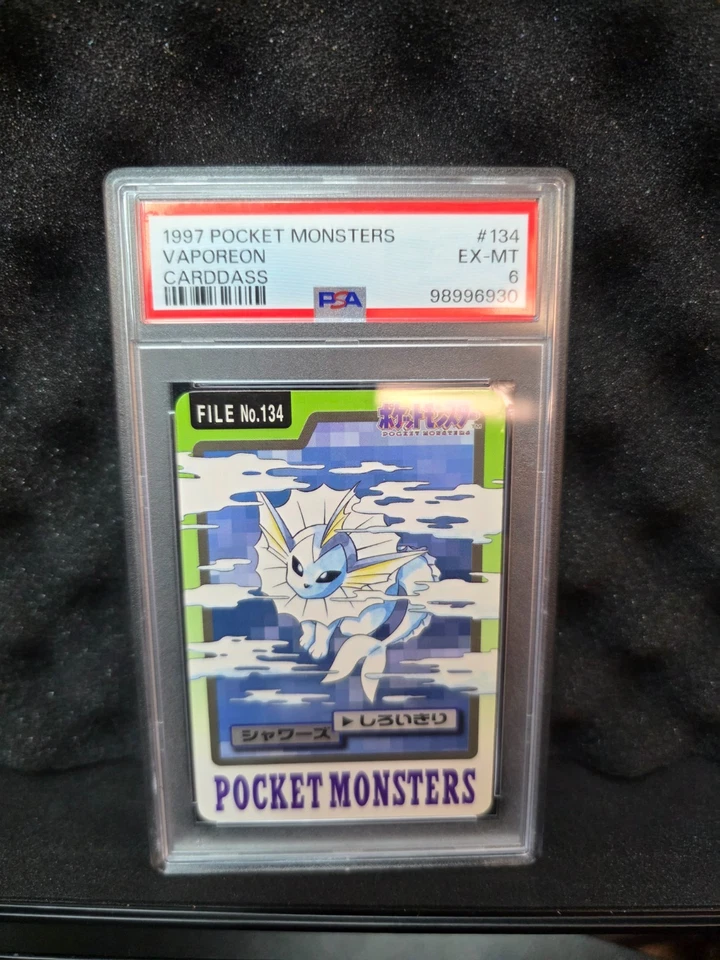 1997 POCKET MONSTERS #134
VAPOREON EX-MT
CARDDASS 6
PSA 98996930
FILE No.134
ポケットモンスター
POCKET MONSTERS
▶しろいきり
シャワーズ
POCKET MONSTERS